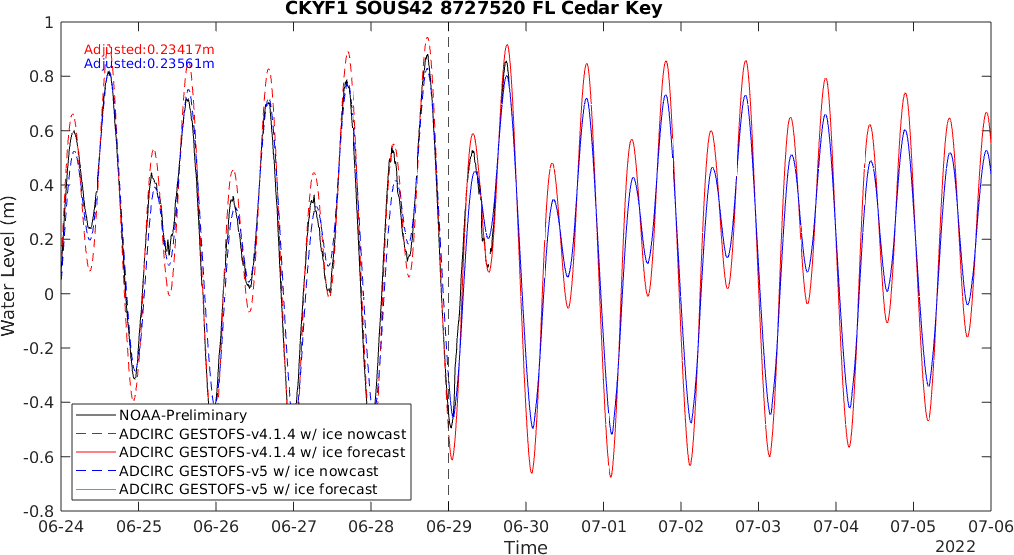 CKYF1 SOUS42 8727520 FL Cedar Key
Adjusted:0.23417m
Adjusted:0.23561m
Water Level (m)
1
0.8
0.6
0.4
0.2
0
-0.2
-0.4
-0.6
-0.8
NOAA-Preliminary
ADCIRC GESTOFS-v4.1.4 w/ ice nowcast
ADCIRC GESTOFS-v4.1.4 w/ ice forecast
ADCIRC GESTOFS-v5 w/ ice nowcast
ADCIRC GESTOFS-v5 w/ ice forecast
06-24 06-25 06-26 06-27 06-28 06-29 06-30 07-01 07-02 07-03 07-04 07-05 07-06
Time
2022